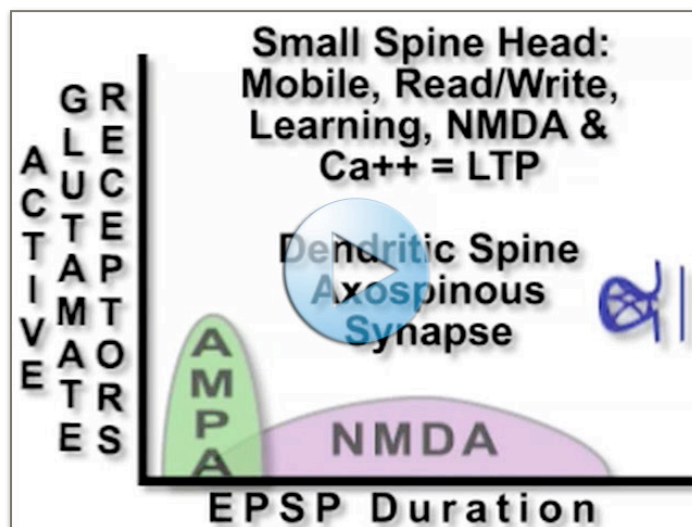 Small Spine Head:
Mobile, Read/Write,
Learning, NMDA &
Ca++ = LTP
Dendritic Spine
Axospinous
Synapse
ACTIVE
GLUTAMATE
RECEPTORS
AMPA
NMDA
EPSP Duration